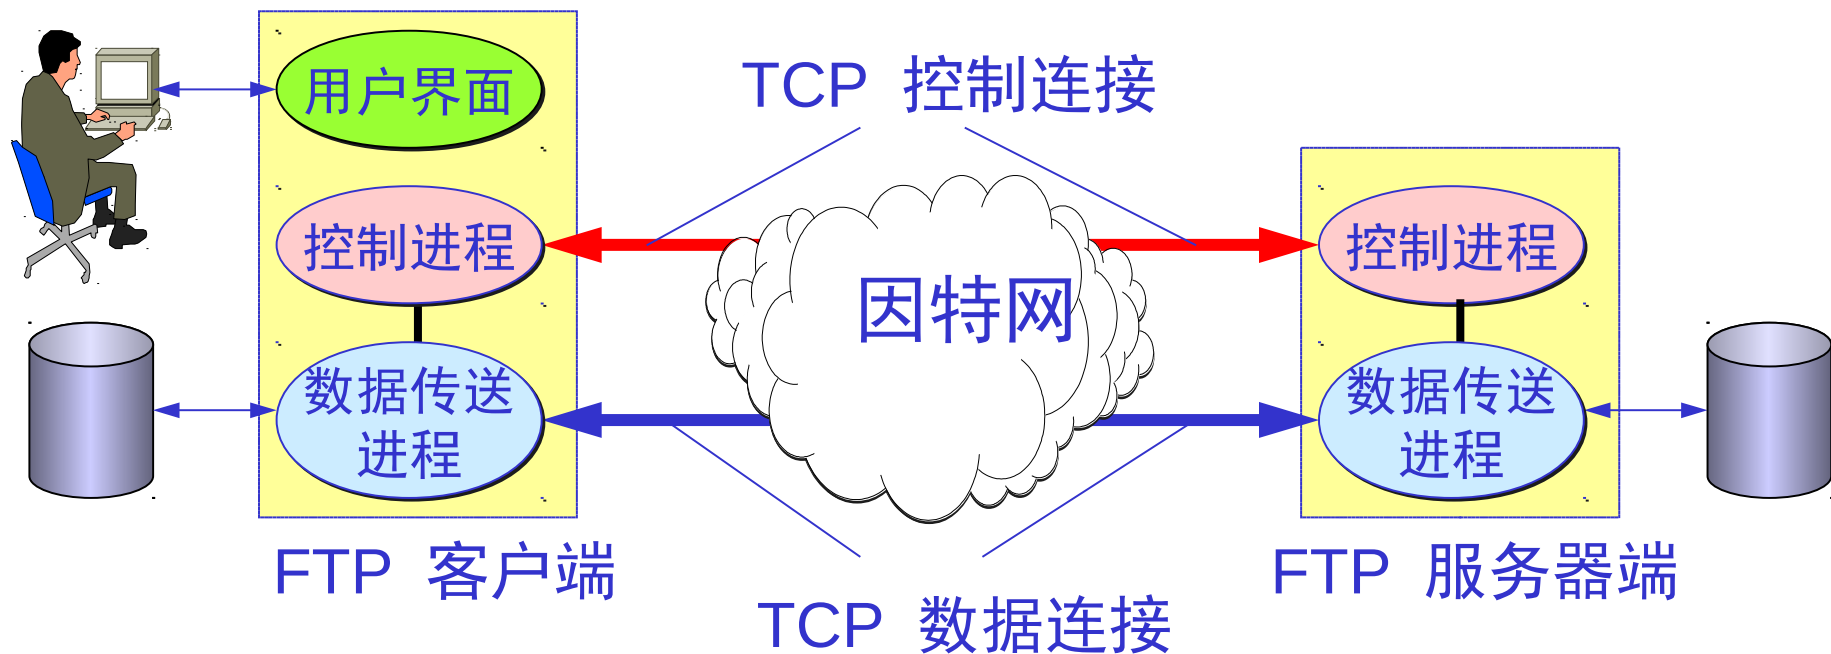 用户界面
TCP 控制连接
控制进程
控制进程
因特网
数据传送
进程
数据传送
进程
FTP 客户端
FTP 服务器端
TCP 数据连接